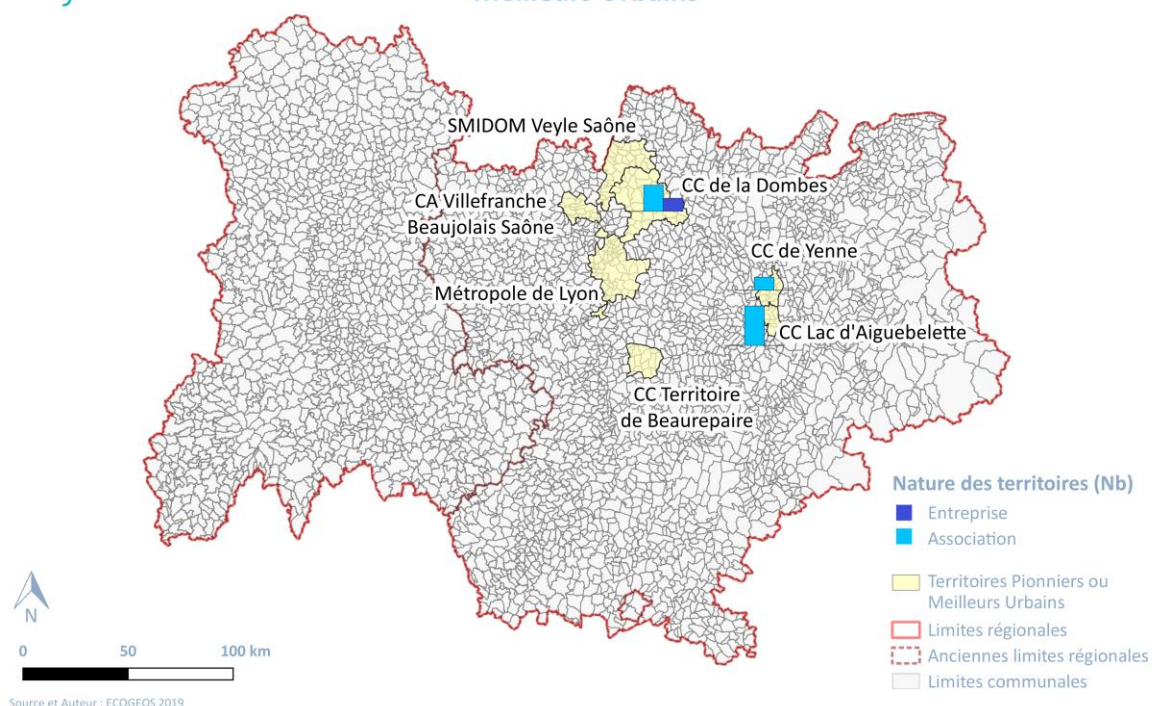 Meilleurs Urbains
SMIDOM Veyle Saône
CC de la Dombes
CA Villefranche
Beaujolais Saône
CC de Yenne
Métropole de Lyon
CC Lac d'Aiguebelette
CC Territoire
de Beaurepaire
Nature des territoires (Nb)
Entreprise
Association
Territoires Pionniers ou
Meilleurs Urbains
Limites régionales
Anciennes limites régionales
Limites communales
N
0 50 100 km
Source et Auteur : ECOGEOS 2019